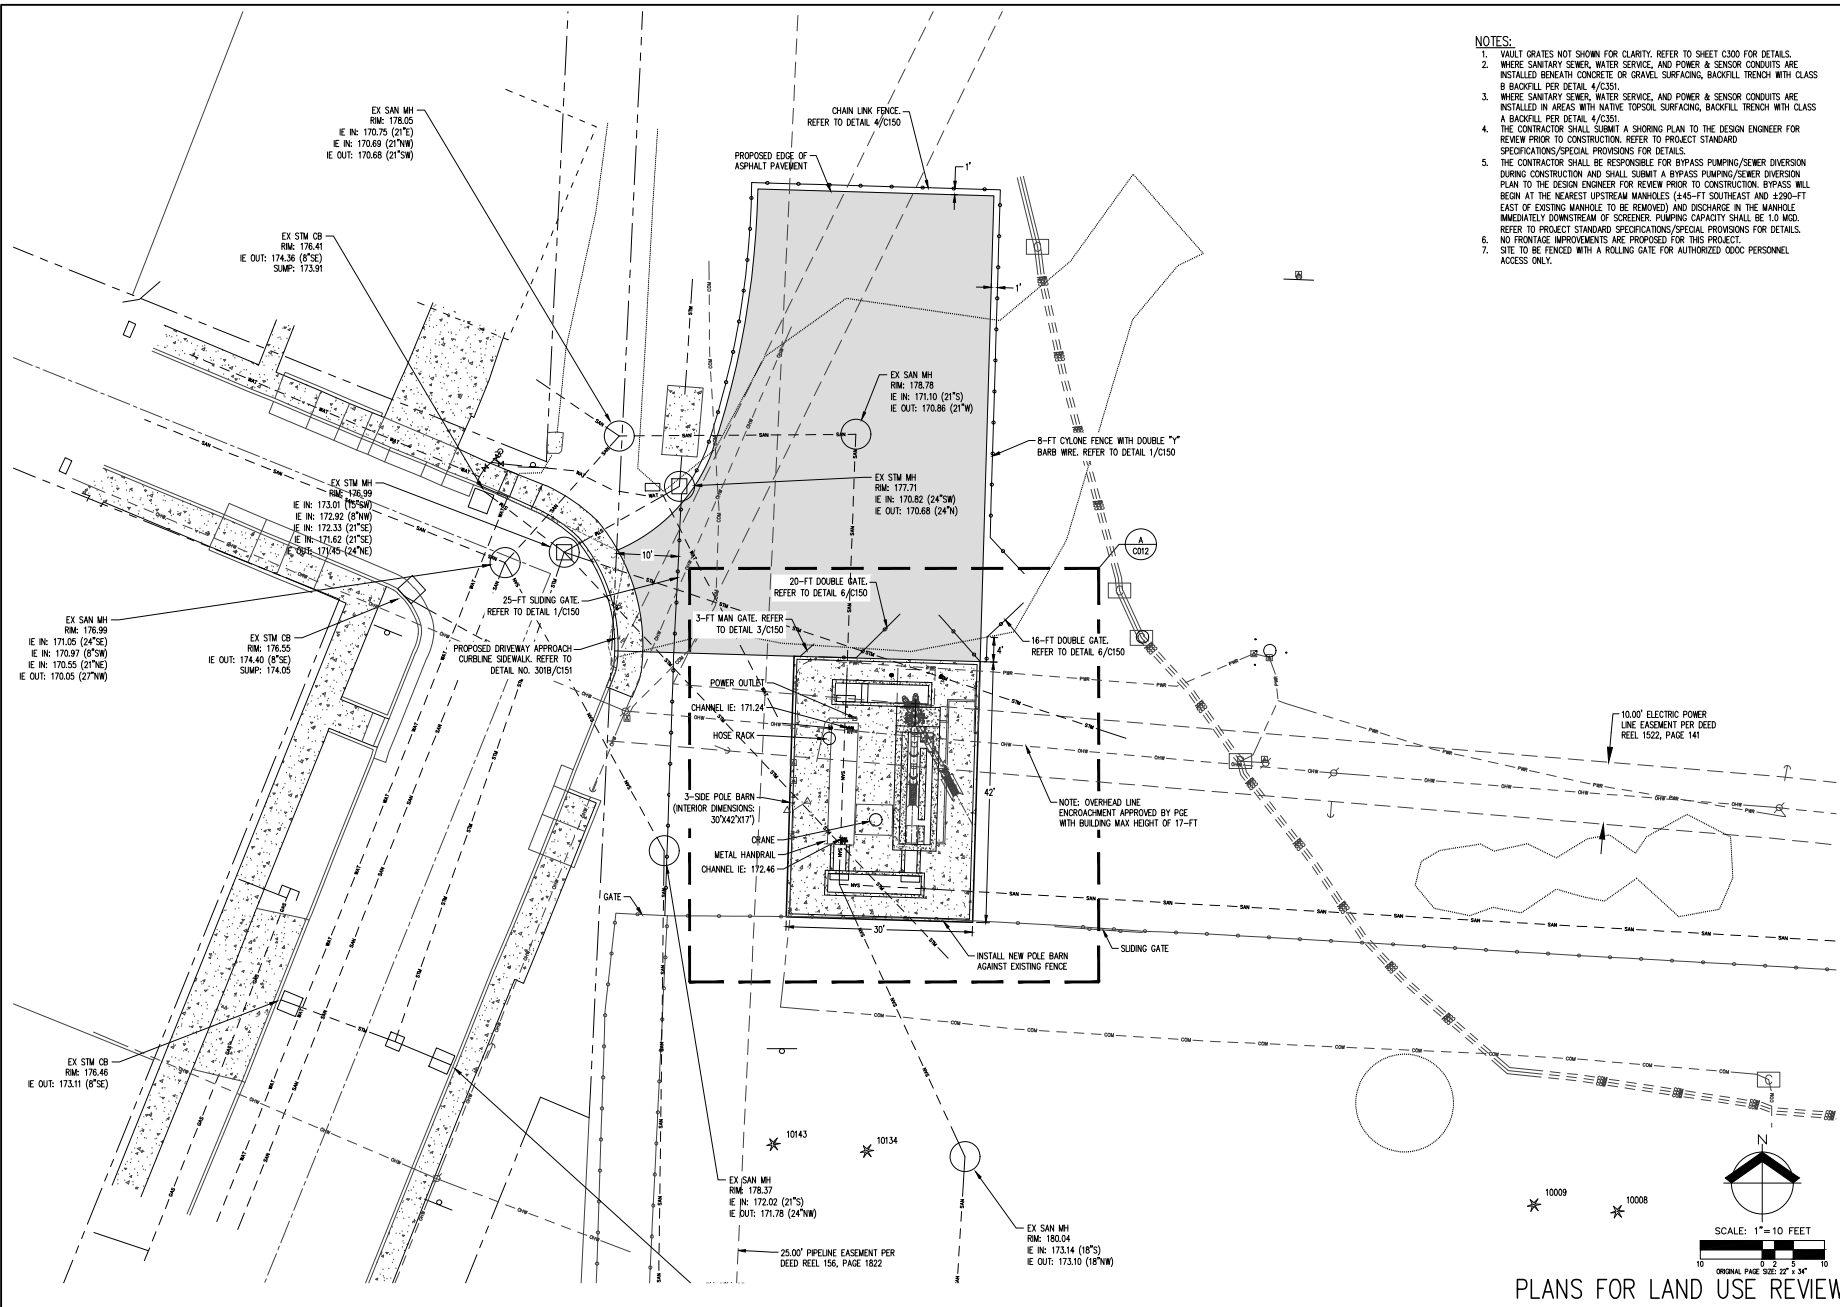 NOTES:
1. VAULT GRATES NOT SHOWN FOR CLARITY. REFER TO SHEET C300 FOR DETAILS.
2. WHERE SANITARY SEWER, WATER SERVICE, AND POWER & SENSOR CONDUITS ARE
INSTALLED BENEATH CONCRETE OR GRAVEL SURFACING, BACKFILL TRENCH WITH CLASS
B BACKFILL PER DETAIL 4/C351.
3. WHERE SANITARY SEWER, WATER SERVICE, AND POWER & SENSOR CONDUITS ARE
INSTALLED IN AREAS WITH NATIVE TOPSOIL SURFACING, BACKFILL TRENCH WITH CLASS
A BACKFILL PER DETAIL 4/C351.
4. THE CONTRACTOR SHALL SUBMIT A SHORING PLAN TO THE DESIGN ENGINEER FOR
REVIEW PRIOR TO CONSTRUCTION. REFER TO PROJECT STANDARD
SPECIFICATIONS/SPECIAL PROVISIONS FOR DETAILS.
5. THE CONTRACTOR SHALL BE RESPONSIBLE FOR BYPASS PUMPING/SEWER DIVERSION
DURING CONSTRUCTION AND SHALL SUBMIT A BYPASS PUMPING/SEWER DIVERSION
PLAN TO THE DESIGN ENGINEER FOR REVIEW PRIOR TO CONSTRUCTION. BYPASS WILL
BEGIN AT THE NEAREST UPSTREAM MANHOLES (±45-FT SOUTHEAST AND ±290-FT
EAST OF EXISTING MANHOLE TO BE REMOVED) AND DISCHARGE IN THE MANHOLE
IMMEDIATELY DOWNSTREAM OF SCREENER. PUMPING CAPACITY SHALL BE 1.0 MGD.
REFER TO PROJECT STANDARD SPECIFICATIONS/SPECIAL PROVISIONS FOR DETAILS.
6. NO FRONTAGE IMPROVEMENTS ARE PROPOSED FOR THIS PROJECT.
7. SITE TO BE FENCED WITH A ROLLING GATE FOR AUTHORIZED ODOC PERSONNEL
ACCESS ONLY.
EX SAN MH
RIM: 178.05
IE IN: 170.75 (21"E)
IE IN: 170.69 (21"NW)
IE OUT: 170.68 (21"SW)
CHAIN LINK FENCE.
REFER TO DETAIL 4/C150
PROPOSED EDGE OF
ASPHALT PAVEMENT
1'
1'
EX STM CB
RIM: 176.41
IE OUT: 174.36 (8"SE)
SUMP: 173.91
EX SAN MH
RIM: 178.78
IE IN: 171.10 (21"S)
IE OUT: 170.86 (21"W)
8-FT CYLONE FENCE WITH DOUBLE "Y"
BARB WIRE. REFER TO DETAIL 1/C150
EX STM MH
RIM: 177.71
IE IN: 170.82 (24"SW)
IE OUT: 170.68 (24"N)
EX STM MH
RIM: 176.99
IE IN: 173.01 (15"SW)
IE IN: 172.92 (8"NW)
IE IN: 172.33 (21"SE)
IE IN: 171.62 (21"SE)
IE OUT: 171.45 (24"NE)
A
C012
10'
20-FT DOUBLE GATE.
REFER TO DETAIL 6/C150
25-FT SLIDING GATE.
REFER TO DETAIL 1/C150
3-FT MAN GATE. REFER
TO DETAIL 3/C150
16-FT DOUBLE GATE.
REFER TO DETAIL 6/C150
4'
EX SAN MH
RIM: 176.99
IE IN: 171.05 (24"SE)
IE IN: 170.97 (8"SW)
IE IN: 170.55 (21"NE)
IE OUT: 170.05 (27"NW)
EX STM CB
RIM: 176.55
IE OUT: 174.40 (8"SE)
SUMP: 174.05
PROPOSED DRIVEWAY APPROACH
CURBLINE SIDEWALK. REFER TO
DETAIL NO. 301B/C151
POWER OUTLET
CHANNEL IE: 171.24
HOSE RACK
3-SIDE POLE BARN
(INTERIOR DIMENSIONS:
30'X42'X17')
CRANE
METAL HANDRAIL
CHANNEL IE: 172.46
42'
10.00' ELECTRIC POWER
LINE EASEMENT PER DEED
REEL 1522, PAGE 141
NOTE: OVERHEAD LINE
ENCROACHMENT APPROVED BY PGE
WITH BUILDING MAX HEIGHT OF 17-FT
GATE
30'
INSTALL NEW POLE BARN
AGAINST EXISTING FENCE
SLIDING GATE
EX STM CB
RIM: 176.46
IE OUT: 173.11 (8"SE)
10143
10134
10009
10008
EX SAN MH
RIM: 178.37
IE IN: 172.02 (21"S)
IE OUT: 171.78 (24"NW)
25.00' PIPELINE EASEMENT PER
DEED REEL 156, PAGE 1822
EX SAN MH
RIM: 180.04
IE IN: 173.14 (18"S)
IE OUT: 173.10 (18"NW)
N
SCALE: 1"=10 FEET
10 0 2 5 10
ORIGINAL PAGE SIZE: 22" x 34"
PLANS FOR LAND USE REVIEW